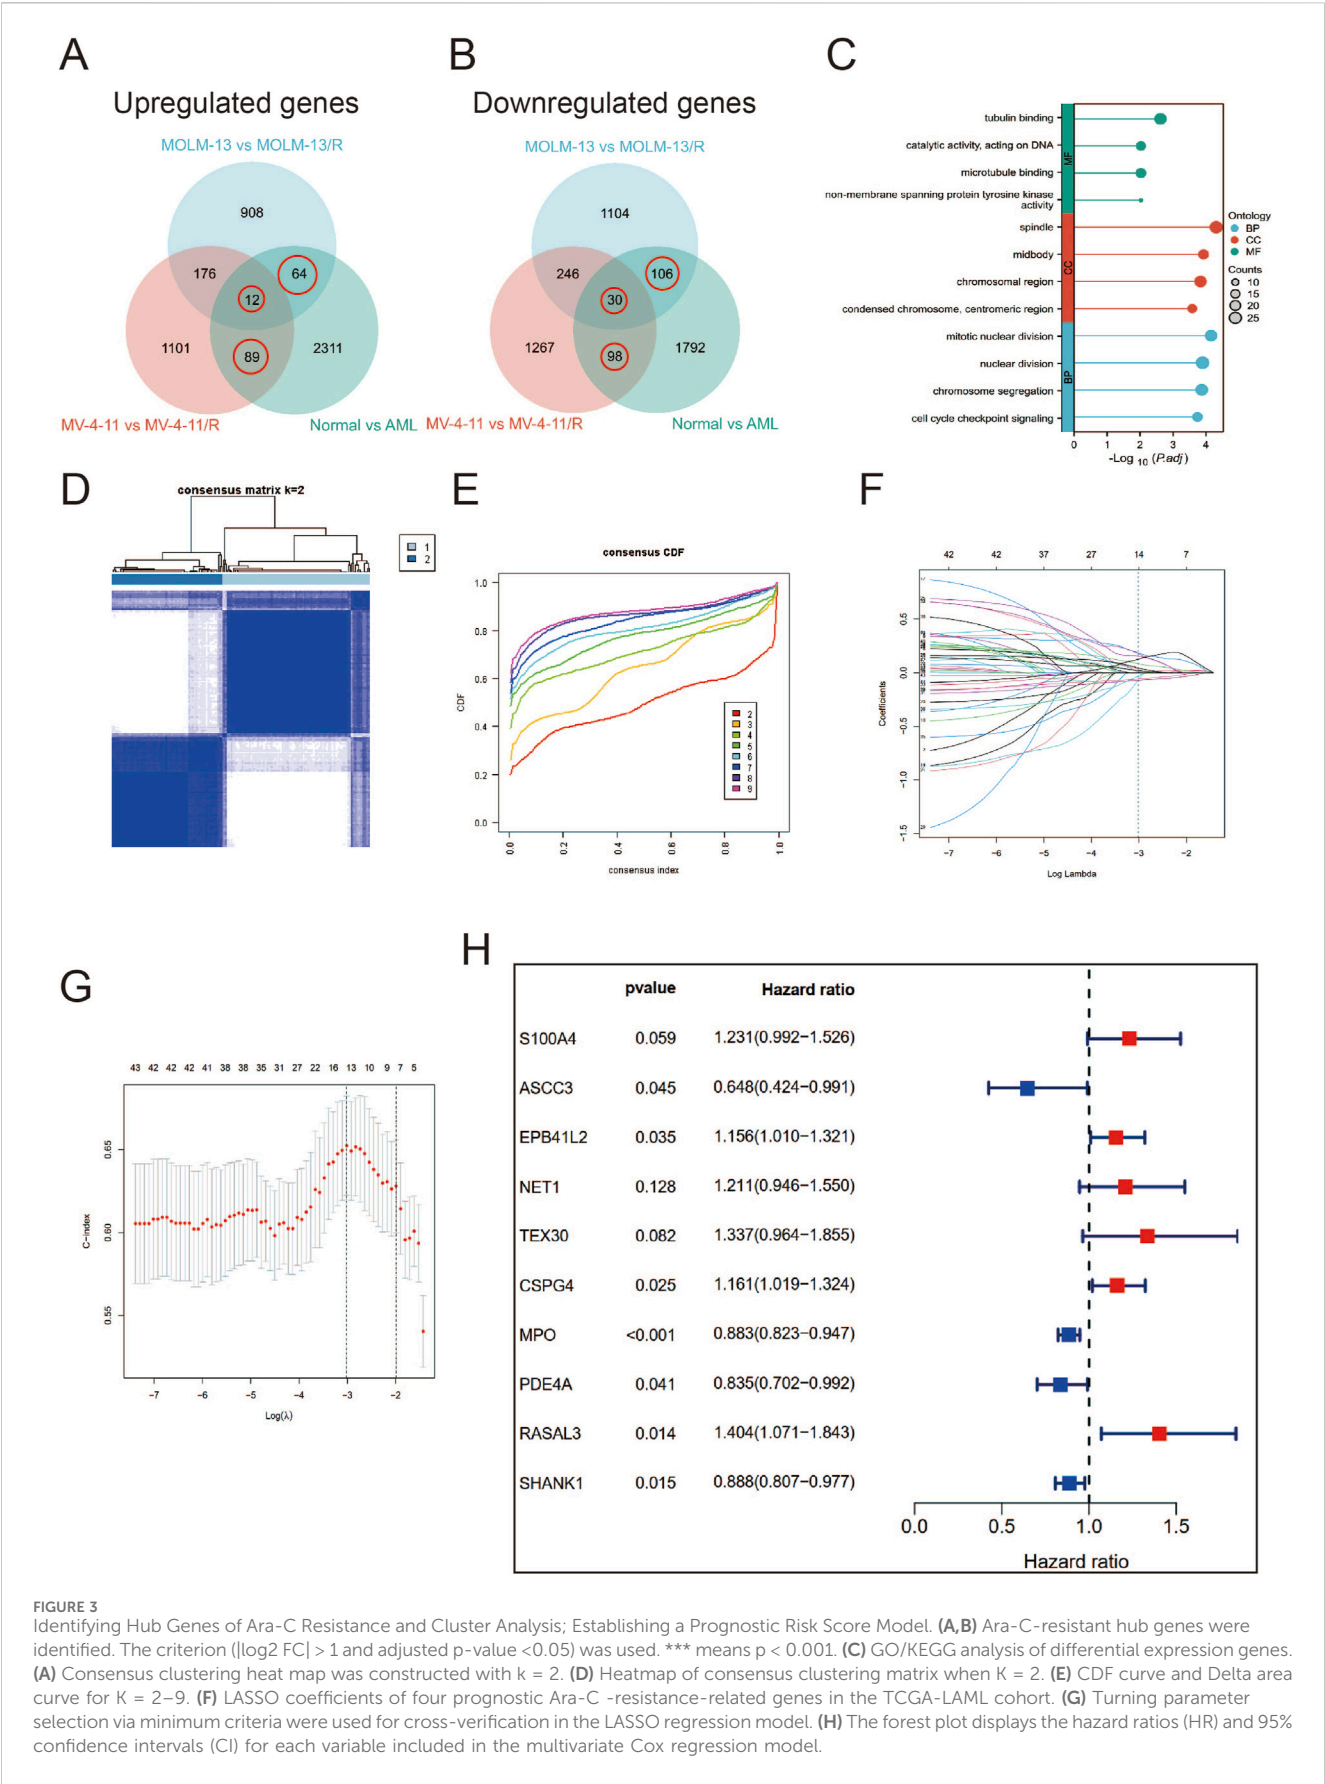 A
Upregulated genes
MOLM-13 vs MOLM-13/R
908
176
64
12
1101
89
2311
MV-4-11 vs MV-4-11/R
Normal vs AML
B
Downregulated genes
MOLM-13 vs MOLM-13/R
1104
246
106
30
1267
98
1792
MV-4-11 vs MV-4-11/R
Normal vs AML
C
tubulin binding
catalytic activity, acting on DNA
microtubule binding
non-membrane spanning protein tyrosine kinase
activity
spindle
midbody
chromosomal region
condensed chromosome, centromeric region
mitotic nuclear division
nuclear division
chromosome segregation
cell cycle checkpoint signaling
MF
CC
BP
0 1 2 3 4
-Log 10 (P.adj)
Ontology
BP
CC
MF
Counts
10
15
20
25
D
consensus matrix k=2
1
2
E
consensus CDF
1.0
0.8
0.6
0.4
0.2
0.0
CDF
0.0 0.2 0.4 0.6 0.8 1.0
consensus index
2
3
4
5
6
7
8
9
F
42 42 37 27 14 7
0.5
0.0
-0.5
-1.0
-1.5
Coefficients
-7 -6 -5 -4 -3 -2
Log Lambda
G
43 42 42 42 41 38 38 35 31 27 22 16 13 10 9 7 5
0.65
0.60
0.55
C-index
-7 -6 -5 -4 -3 -2
Log(λ)
H
pvalue Hazard ratio
S100A4 0.059 1.231(0.992-1.526)
ASCC3 0.045 0.648(0.424-0.991)
EPB41L2 0.035 1.156(1.010-1.321)
NET1 0.128 1.211(0.946-1.550)
TEX30 0.082 1.337(0.964-1.855)
CSPG4 0.025 1.161(1.019-1.324)
MPO <0.001 0.883(0.823-0.947)
PDE4A 0.041 0.835(0.702-0.992)
RASAL3 0.014 1.404(1.071-1.843)
SHANK1 0.015 0.888(0.807-0.977)
0.0 0.5 1.0 1.5
Hazard ratio
FIGURE 3
Identifying Hub Genes of Ara-C Resistance and Cluster Analysis; Establishing a Prognostic Risk Score Model. (A,B) Ara-C-resistant hub genes were
identified. The criterion (|log2 FC| > 1 and adjusted p-value <0.05) was used. *** means p < 0.001. (C) GO/KEGG analysis of differential expression genes.
(A) Consensus clustering heat map was constructed with k = 2. (D) Heatmap of consensus clustering matrix when K = 2. (E) CDF curve and Delta area
curve for K = 2–9. (F) LASSO coefficients of four prognostic Ara-C -resistance-related genes in the TCGA-LAML cohort. (G) Turning parameter
selection via minimum criteria were used for cross-verification in the LASSO regression model. (H) The forest plot displays the hazard ratios (HR) and 95%
confidence intervals (CI) for each variable included in the multivariate Cox regression model.